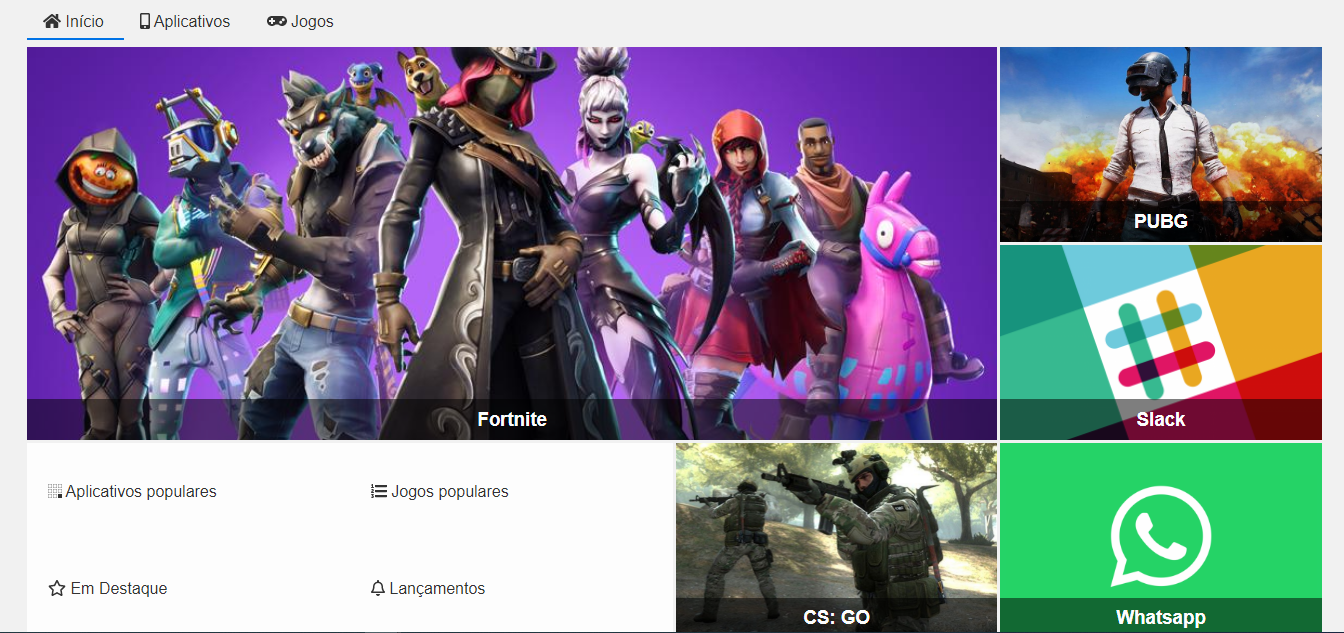 Início
Aplicativos
Jogos
Fortnite
PUBG
Slack
Aplicativos populares
Jogos populares
Em Destaque
Lançamentos
CS: GO
Whatsapp